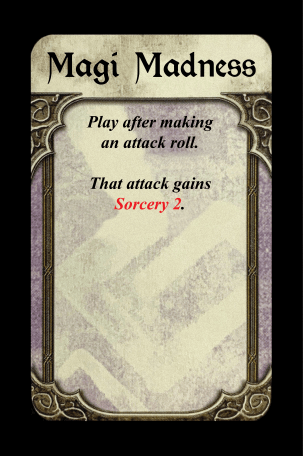 Magi Madness
Play after making
an attack roll.
That attack gains
Sorcery 2.